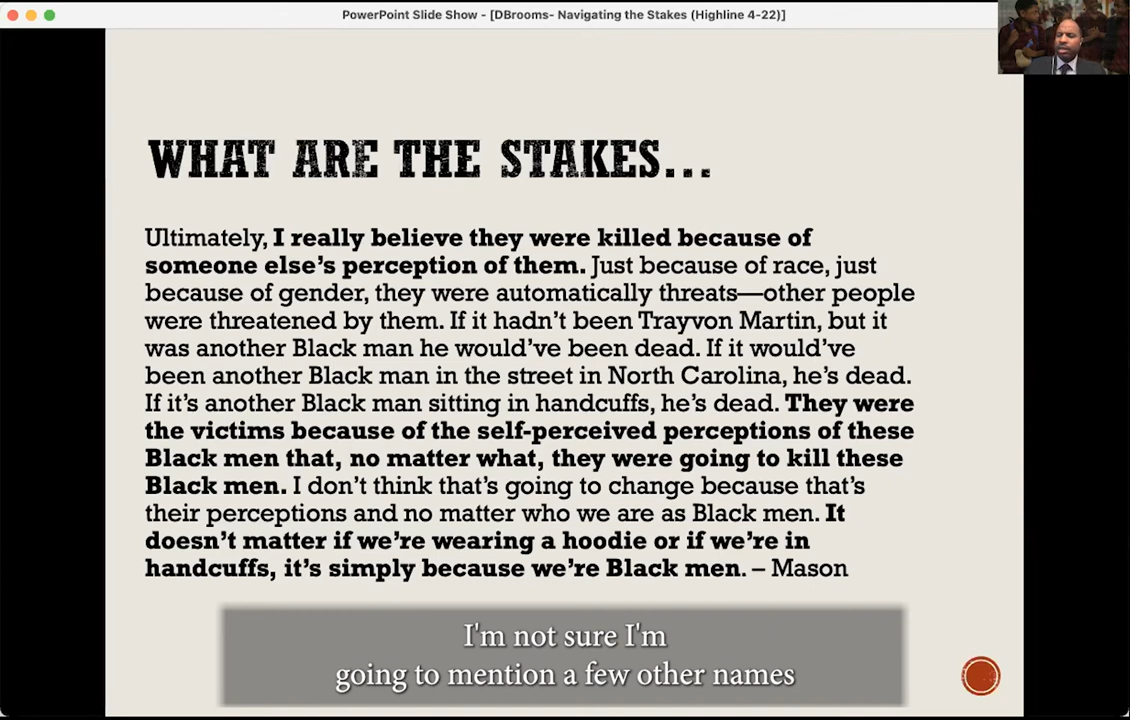 PowerPoint Slide Show - [DBrooms- Navigating the Stakes (Highline 4-22)]
WHAT ARE THE STAKES...
Ultimately, I really believe they were killed because of
someone else's perception of them. Just because of race, just
because of gender, they were automatically threats—other people
were threatened by them. If it hadn't been Trayvon Martin, but it
was another Black man he would've been dead. If it would've
been another Black man in the street in North Carolina, he's dead.
If it's another Black man sitting in handcuffs, he's dead. They were
the victims because of the self-perceived perceptions of these
Black men that, no matter what, they were going to kill these
Black men. I don't think that's going to change because that's
their perceptions and no matter who we are as Black men. It
doesn't matter if we're wearing a hoodie or if we're in
handcuffs, it's simply because we're Black men. – Mason
I'm not sure I'm
going to mention a few other names